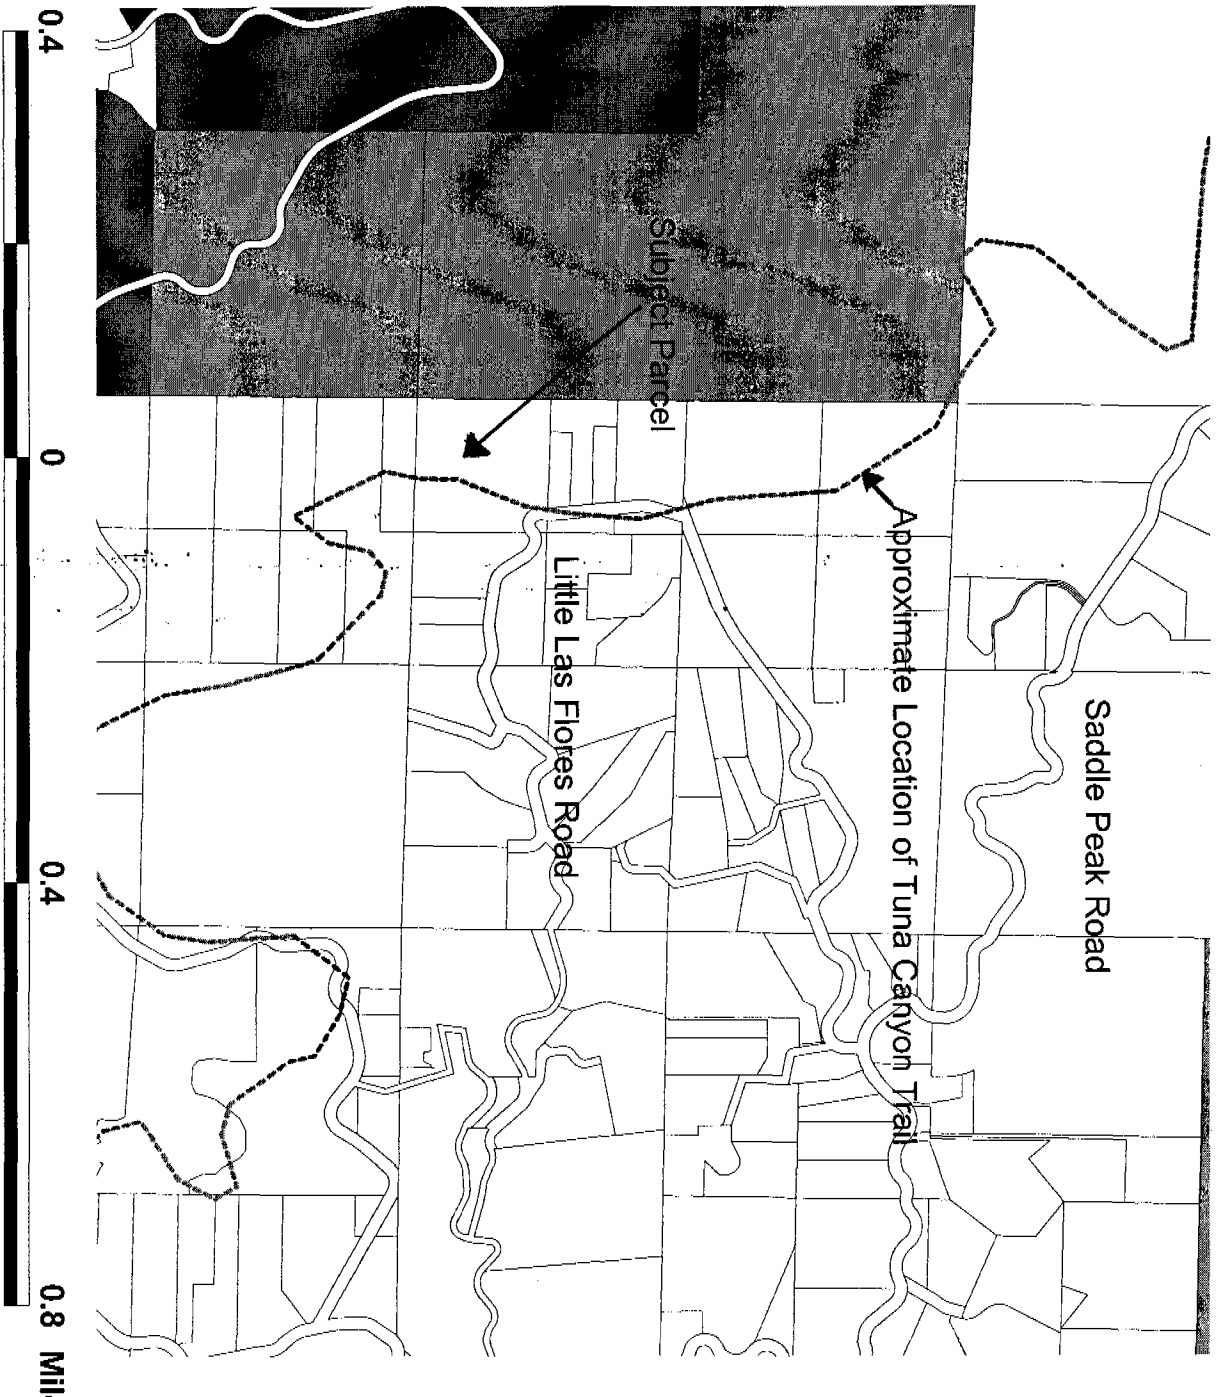 Saddle Peak Road
Approximate Location of Tuna Canyon Trail
Subject Parcel
Little Las Flores Road
0.4 0 0.4 0.8